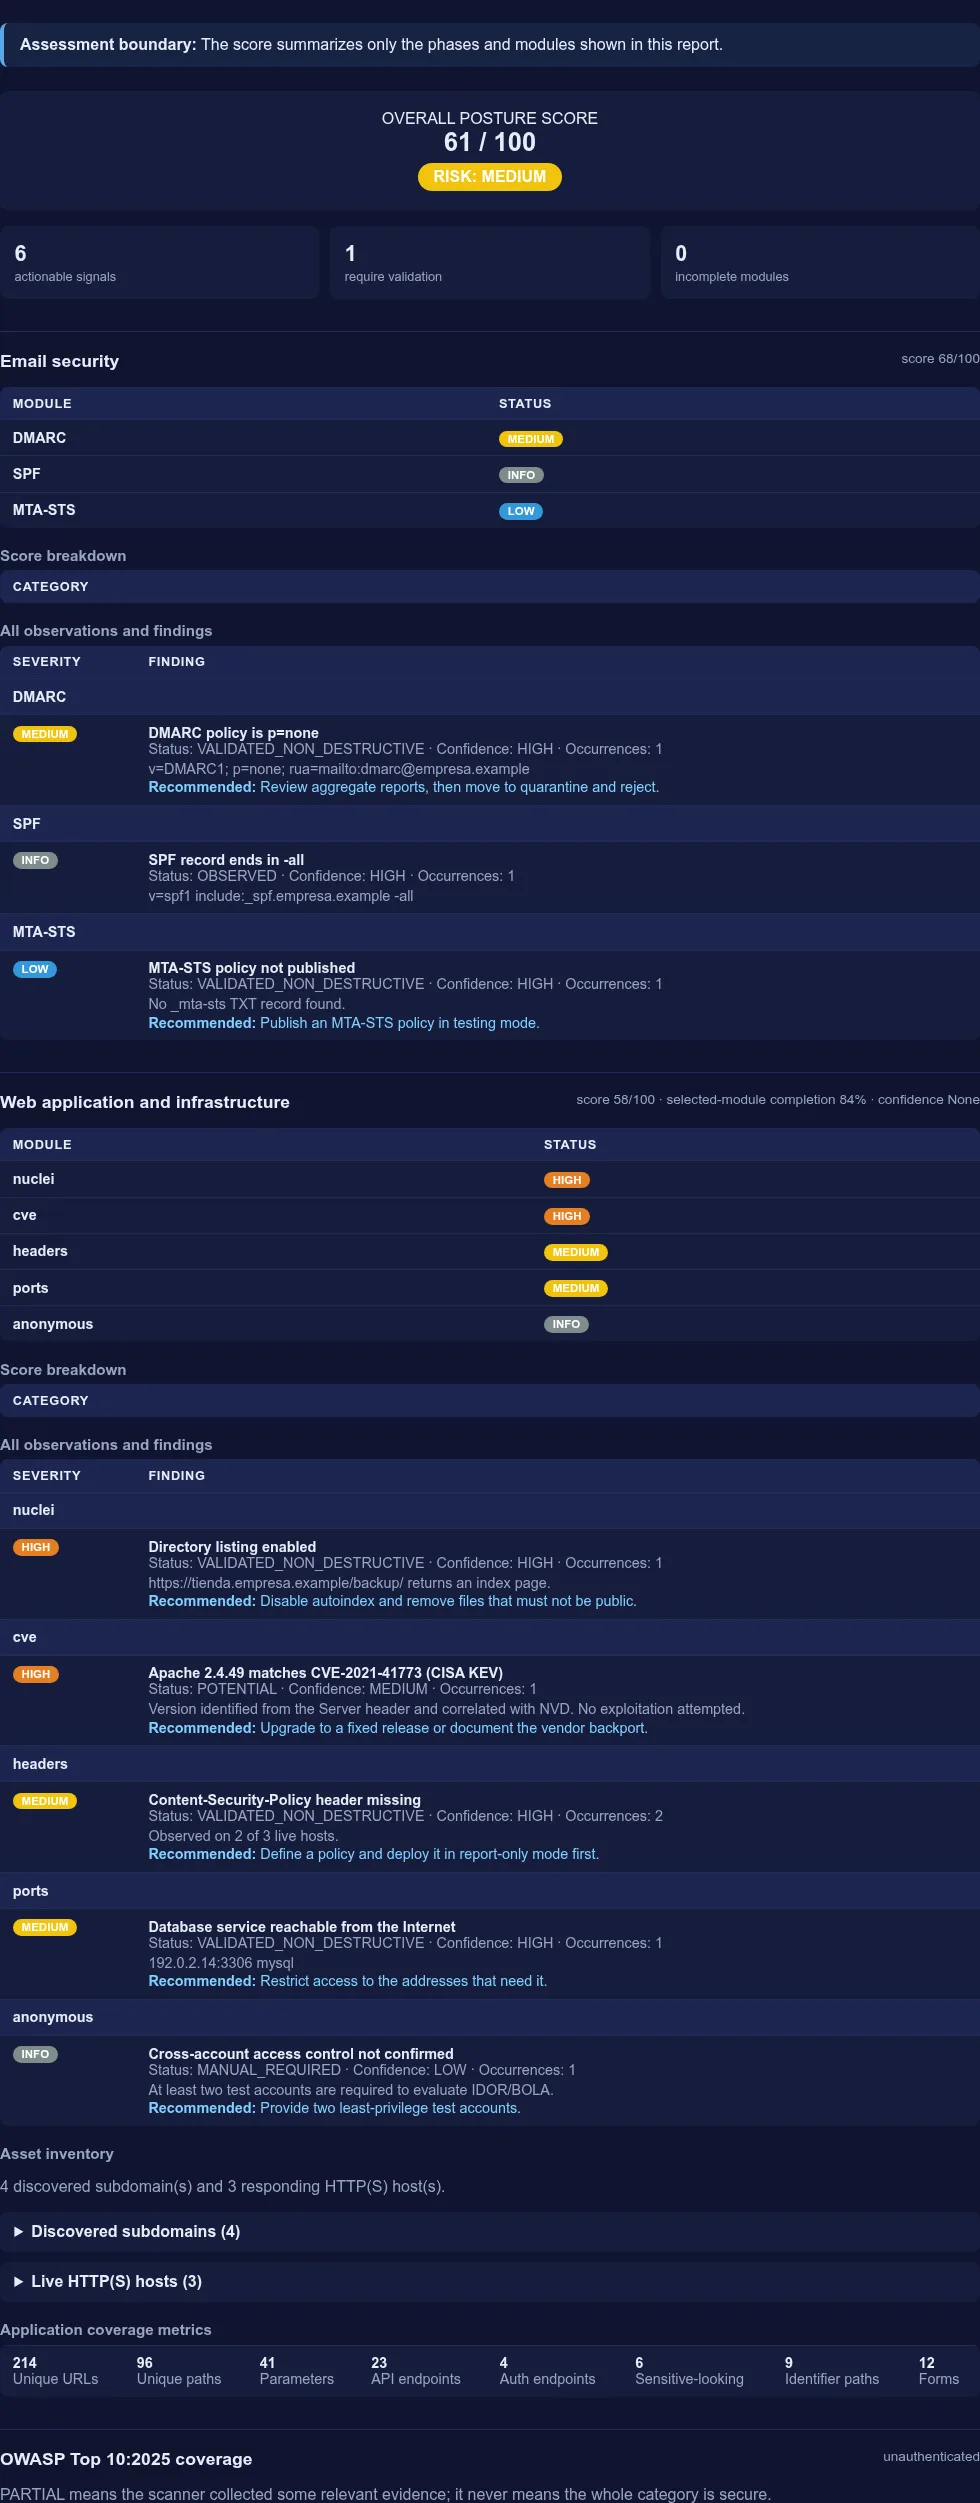 Assessment boundary: The score summarizes only the phases and modules shown in this report.
OVERALL POSTURE SCORE
61 / 100
RISK: MEDIUM
6
actionable signals
1
require validation
0
incomplete modules
Email security
score 68/100
MODULE STATUS
DMARC MEDIUM
SPF INFO
MTA-STS LOW
Score breakdown
CATEGORY
All observations and findings
SEVERITY FINDING
DMARC
MEDIUM DMARC policy is p=none
Status: VALIDATED_NON_DESTRUCTIVE · Confidence: HIGH · Occurrences: 1
v=DMARC1; p=none; rua=mailto:dmarc@empresa.example
Recommended: Review aggregate reports, then move to quarantine and reject.
SPF
INFO SPF record ends in -all
Status: OBSERVED · Confidence: HIGH · Occurrences: 1
v=spf1 include:_spf.empresa.example -all
MTA-STS
LOW MTA-STS policy not published
Status: VALIDATED_NON_DESTRUCTIVE · Confidence: HIGH · Occurrences: 1
No _mta-sts TXT record found.
Recommended: Publish an MTA-STS policy in testing mode.
Web application and infrastructure
score 58/100 · selected-module completion 84% · confidence None
MODULE STATUS
nuclei HIGH
cve HIGH
headers MEDIUM
ports MEDIUM
anonymous INFO
Score breakdown
CATEGORY
All observations and findings
SEVERITY FINDING
nuclei
HIGH Directory listing enabled
Status: VALIDATED_NON_DESTRUCTIVE · Confidence: HIGH · Occurrences: 1
https://tienda.empresa.example/backup/ returns an index page.
Recommended: Disable autoindex and remove files that must not be public.
cve
HIGH Apache 2.4.49 matches CVE-2021-41773 (CISA KEV)
Status: POTENTIAL · Confidence: MEDIUM · Occurrences: 1
Version identified from the Server header and correlated with NVD. No exploitation attempted.
Recommended: Upgrade to a fixed release or document the vendor backport.
headers
MEDIUM Content-Security-Policy header missing
Status: VALIDATED_NON_DESTRUCTIVE · Confidence: HIGH · Occurrences: 2
Observed on 2 of 3 live hosts.
Recommended: Define a policy and deploy it in report-only mode first.
ports
MEDIUM Database service reachable from the Internet
Status: VALIDATED_NON_DESTRUCTIVE · Confidence: HIGH · Occurrences: 1
192.0.2.14:3306 mysql
Recommended: Restrict access to the addresses that need it.
anonymous
INFO Cross-account access control not confirmed
Status: MANUAL_REQUIRED · Confidence: LOW · Occurrences: 1
At least two test accounts are required to evaluate IDOR/BOLA.
Recommended: Provide two least-privilege test accounts.
Asset inventory
4 discovered subdomain(s) and 3 responding HTTP(S) host(s).
Discovered subdomains (4)
Live HTTP(S) hosts (3)
Application coverage metrics
214 96 41 23 4 6 9 12
Unique URLs Unique paths Parameters API endpoints Auth endpoints Sensitive-looking Identifier paths Forms
OWASP Top 10:2025 coverage
unauthenticated
PARTIAL means the scanner collected some relevant evidence; it never means the whole category is secure.